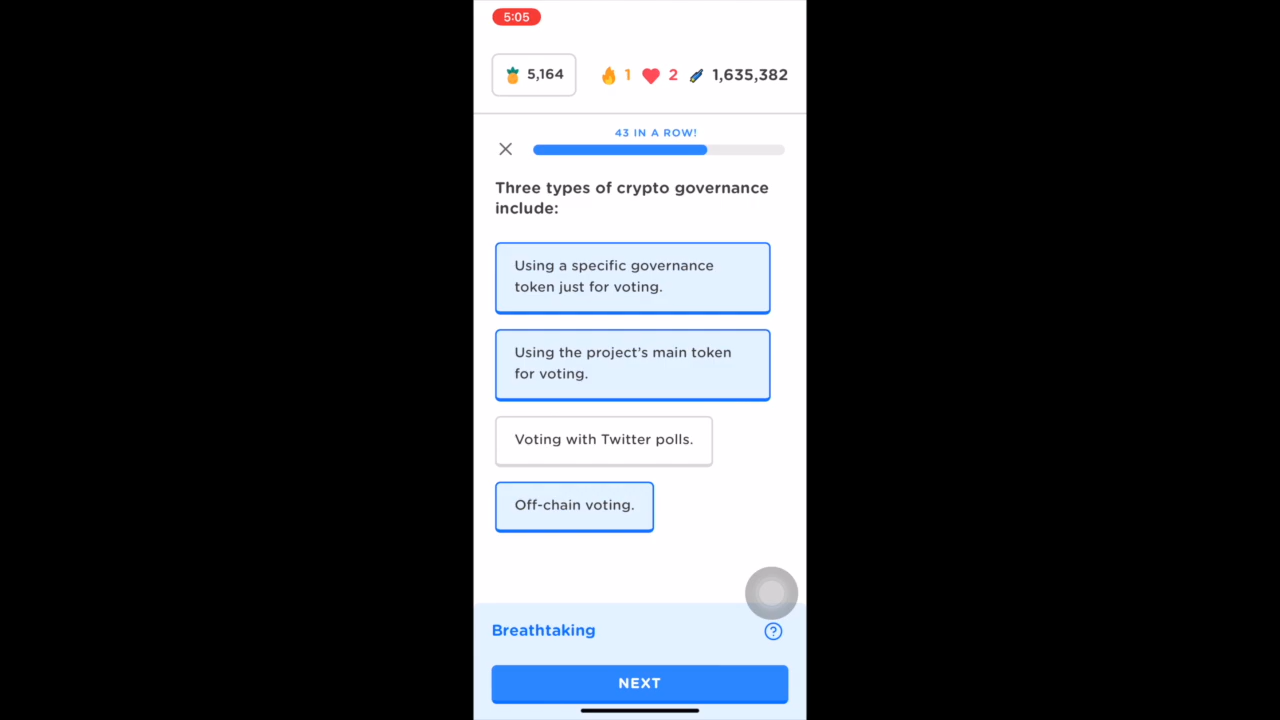 5:05
5,164 1 2 1,635,382
43 IN A ROW!
Three types of crypto governance
include:
Using a specific governance
token just for voting.
Using the project’s main token
for voting.
Voting with Twitter polls.
Off-chain voting.
Breathtaking
NEXT